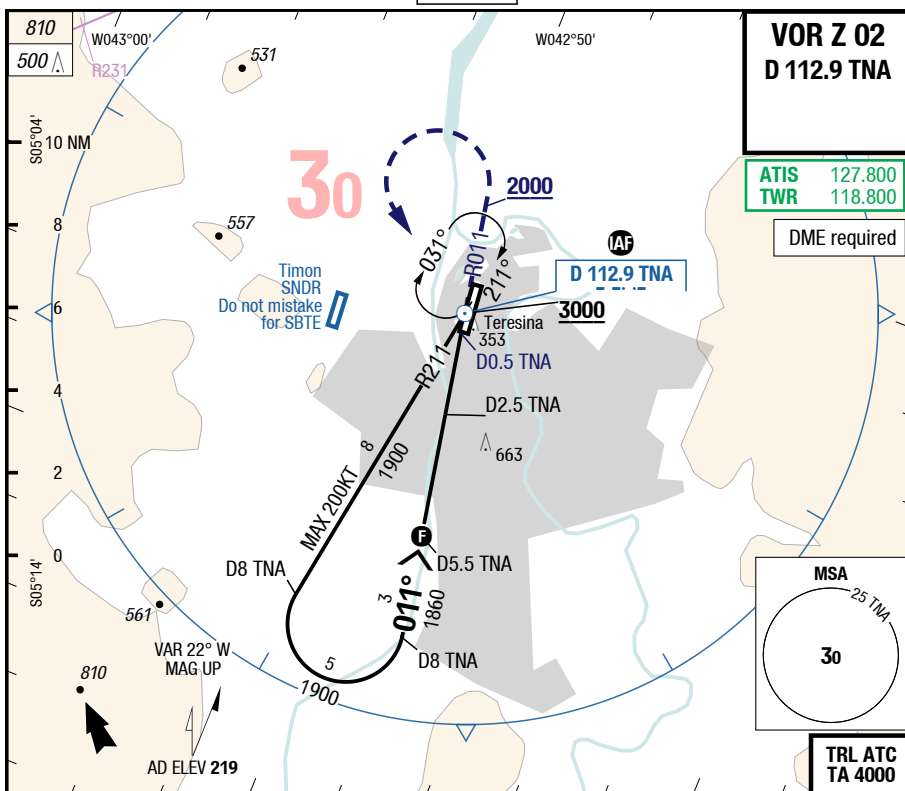 810
500
R231
W043°00'
W042°50'
531
VOR Z 02
D 112.9 TNA
S05°04'
10 NM
30
2000
ATIS 127.800
TWR 118.800
DME required
8
557
031°
R011
211°
IAF
Timon
SNDR
Do not mistake
for SBTE
D 112.9 TNA
6
3000
Teresina
353
D0.5 TNA
R211
4
D2.5 TNA
8
1900
663
2
MAX 200KT
0
F
D5.5 TNA
S05°14'
D8 TNA
3
011°
1860
561
D8 TNA
VAR 22° W
MAG UP
5
1900
810
AD ELEV 219
MSA
25 TNA
30
TRL ATC
TA 4000